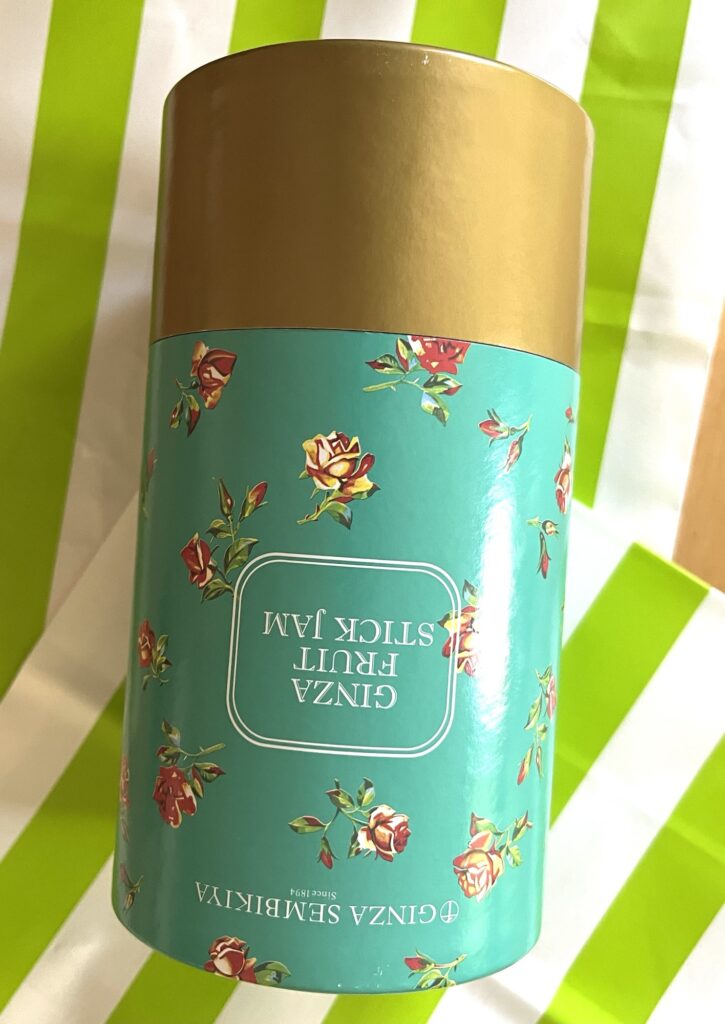 GINZA SEMBIKIYA
Since 1894
GINZA
FRUIT
STICK JAM